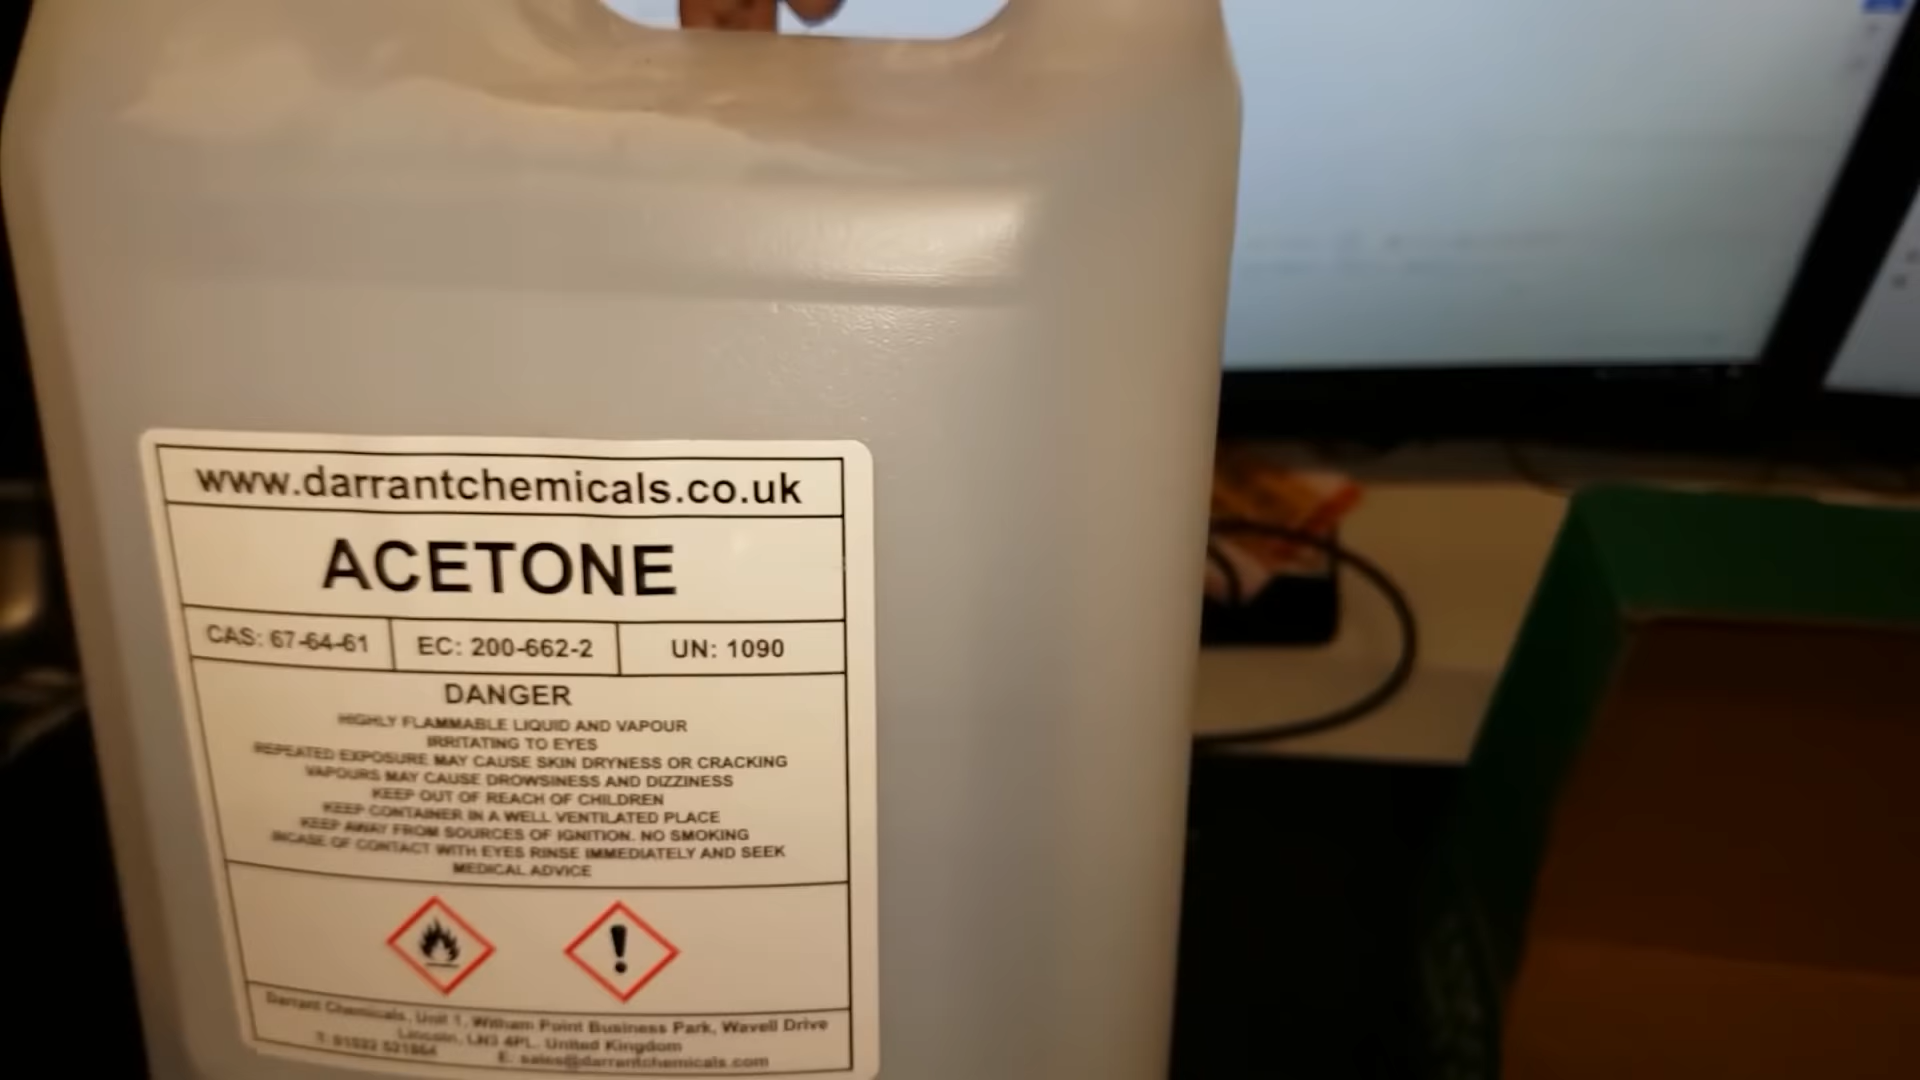 www.darrantchemicals.co.uk
ACETONE
CAS: 67-64-61
EC: 200-662-2
UN: 1090
DANGER
HIGHLY FLAMMABLE LIQUID AND VAPOUR
IRRITATING TO EYES
REPEATED EXPOSURE MAY CAUSE SKIN DRYNESS OR CRACKING
VAPOURS MAY CAUSE DROWSINESS AND DIZZINESS
KEEP OUT OF REACH OF CHILDREN
KEEP CONTAINER IN A WELL VENTILATED PLACE
KEEP AWAY FROM SOURCES OF IGNITION. NO SMOKING
INCASE OF CONTACT WITH EYES RINSE IMMEDIATELY AND SEEK
MEDICAL ADVICE
Darrant Chemicals, Unit 1, Witham Point Business Park, Wavell Drive
Lincoln, LN3 4PL. United Kingdom
T: 01522 
E: sales@darrantchemicals.com